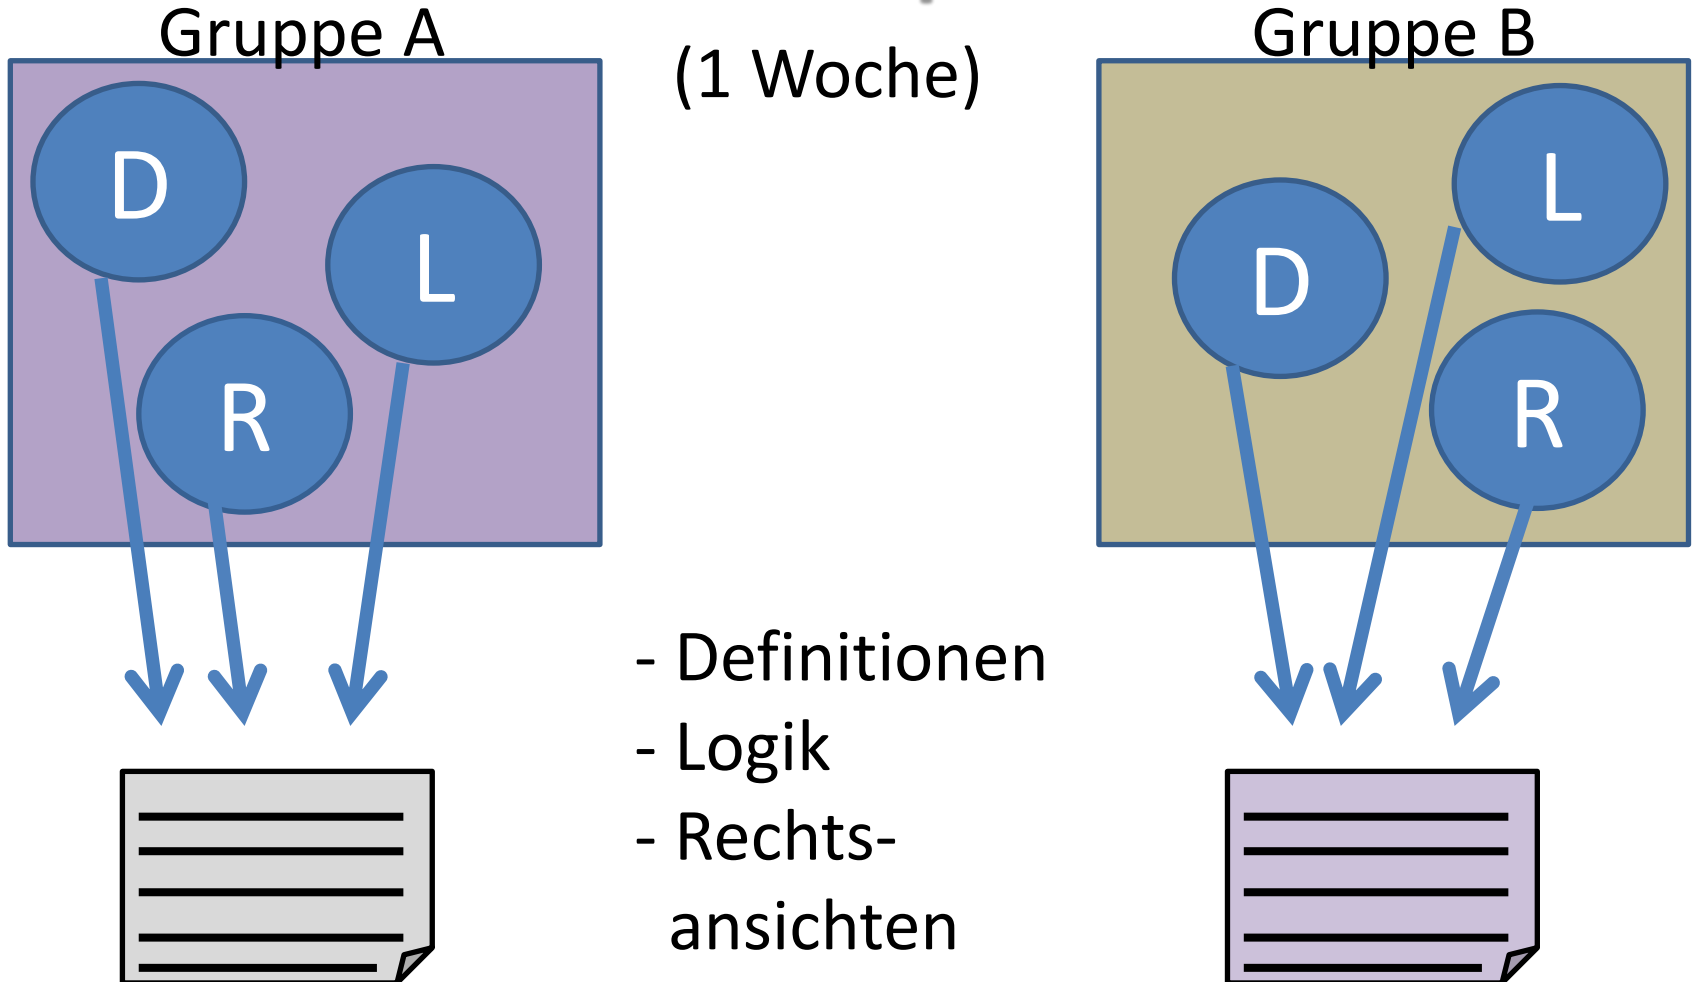 Gruppe A
(1 Woche)
Gruppe B
D
L
R
L
D
R
- Definitionen
- Logik
- Rechts-
ansichten